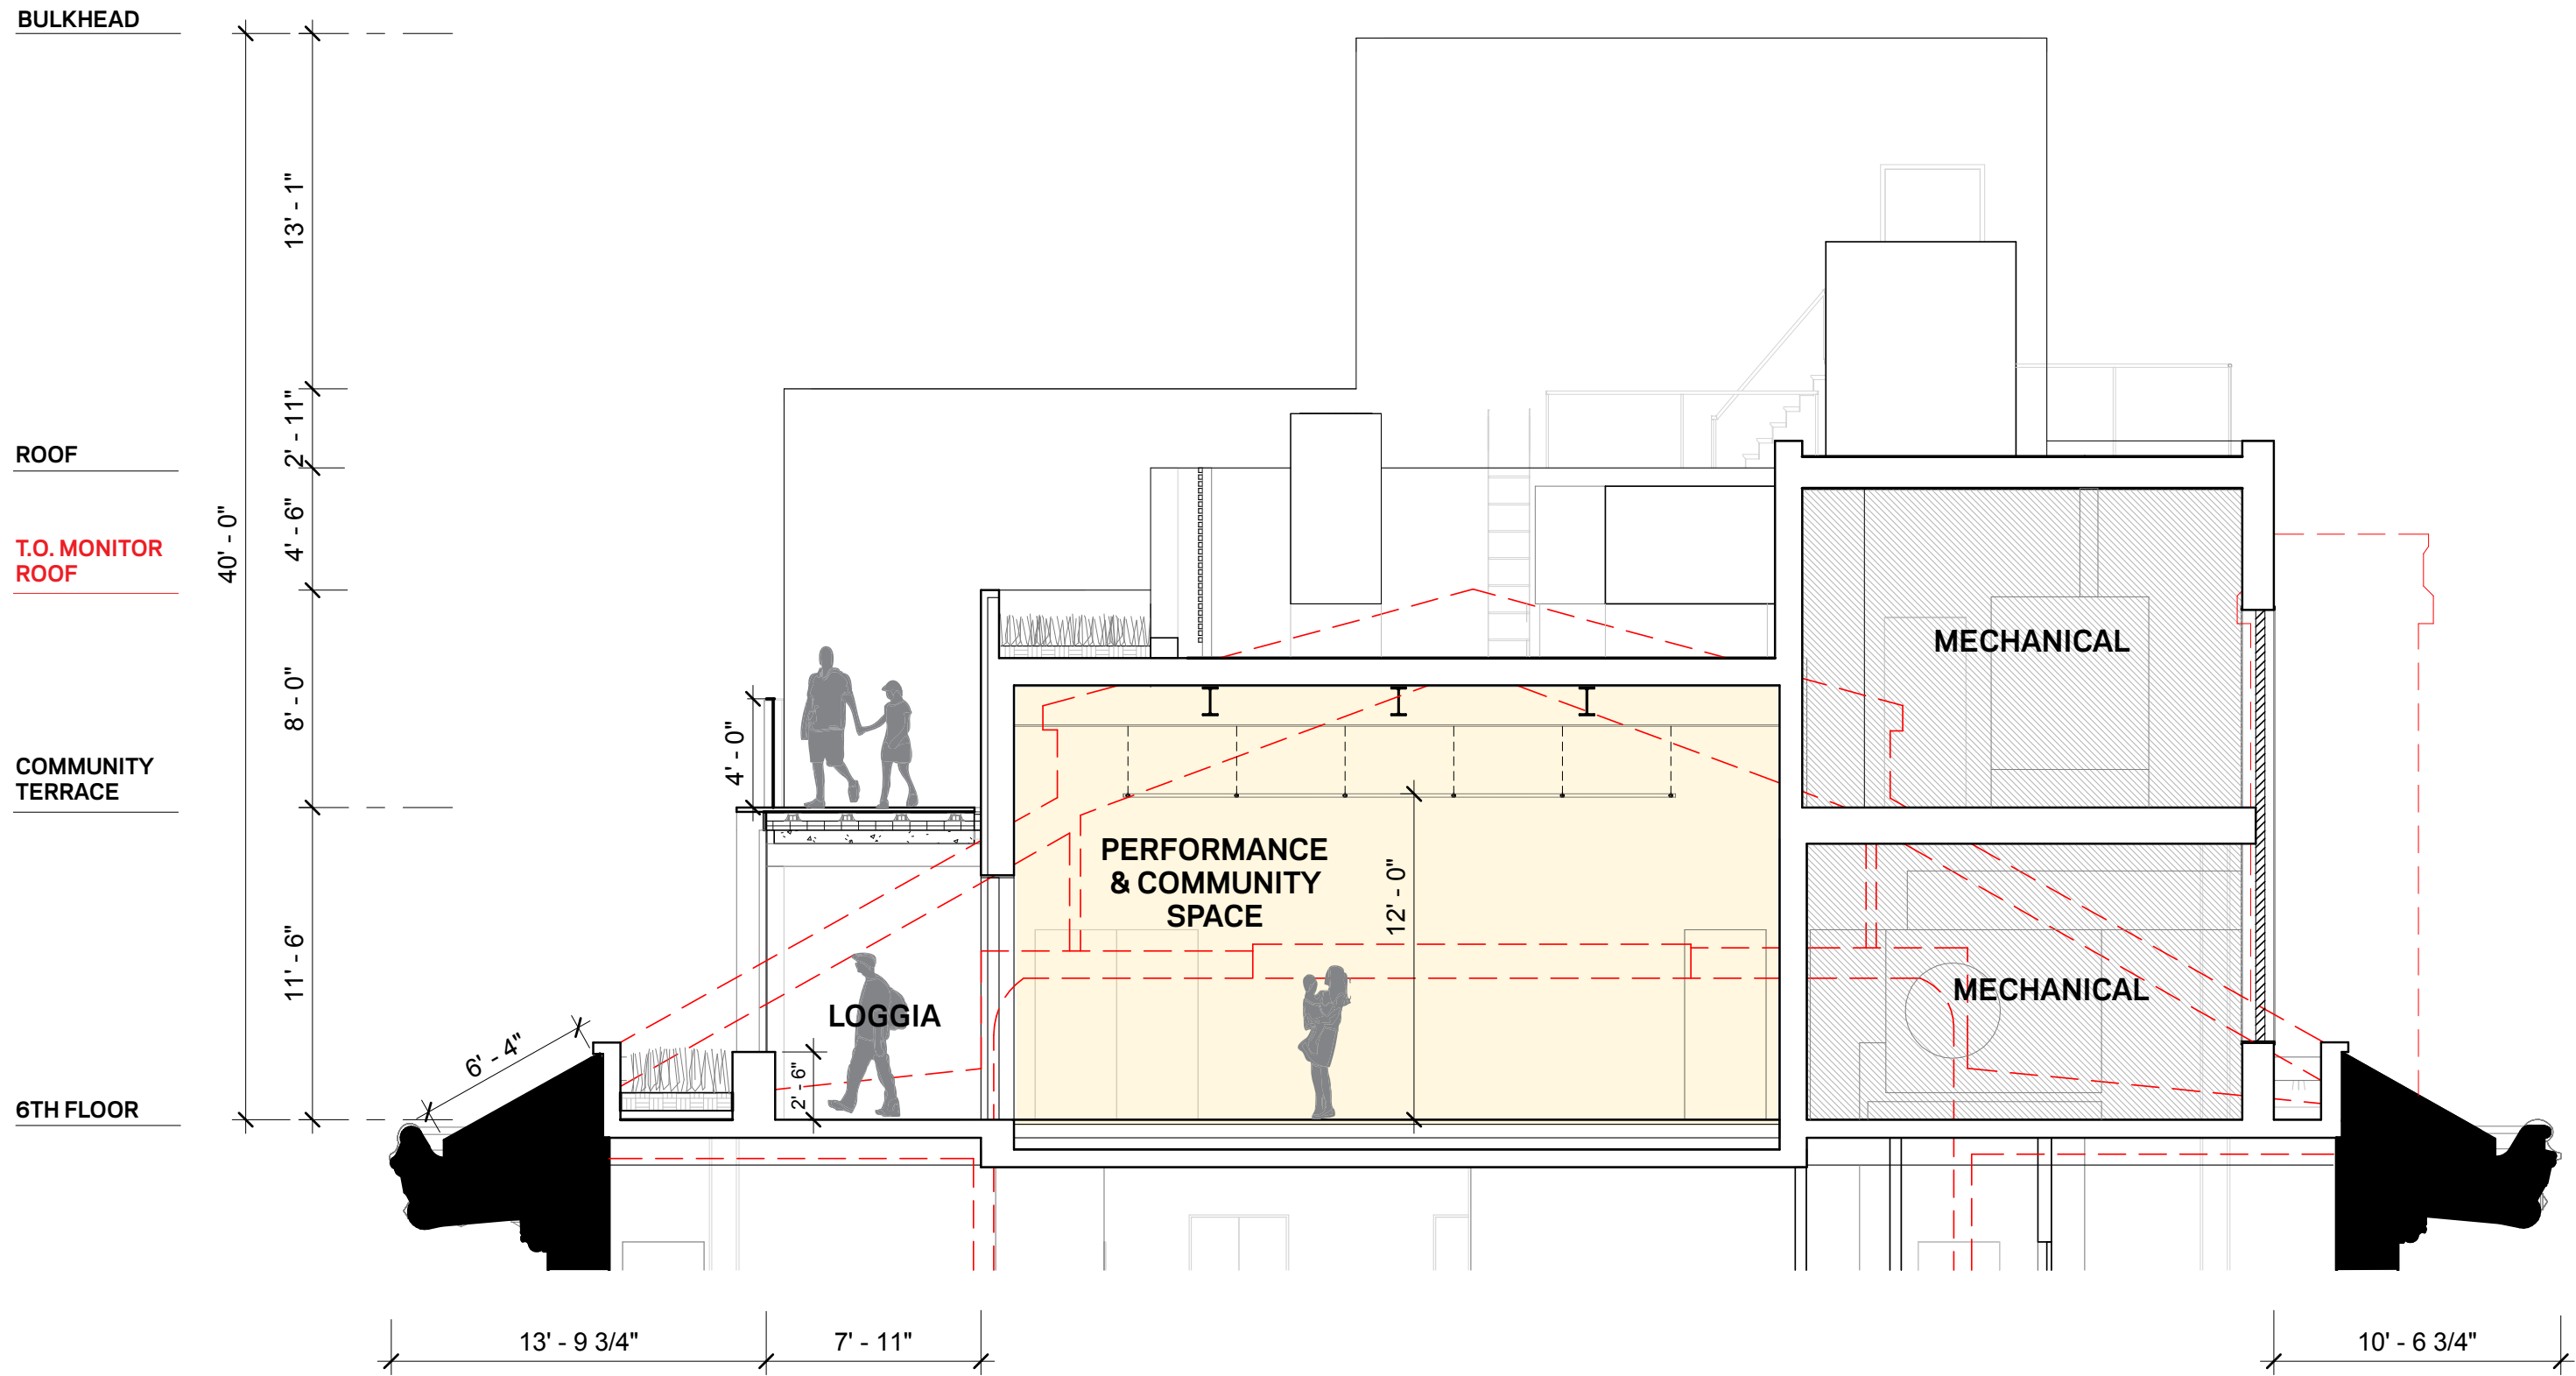 BULKHEAD
13' - 1"
2' - 11"
ROOF
4' - 6"
40' - 0"
T.O. MONITOR
ROOF
8' - 0"
4' - 0"
COMMUNITY
TERRACE
MECHANICAL
PERFORMANCE
& COMMUNITY
SPACE
12' - 0"
11' - 6"
MECHANICAL
LOGGIA
6' - 4"
2' - 6"
6TH FLOOR
13' - 9 3/4"
7' - 11"
10' - 6 3/4"